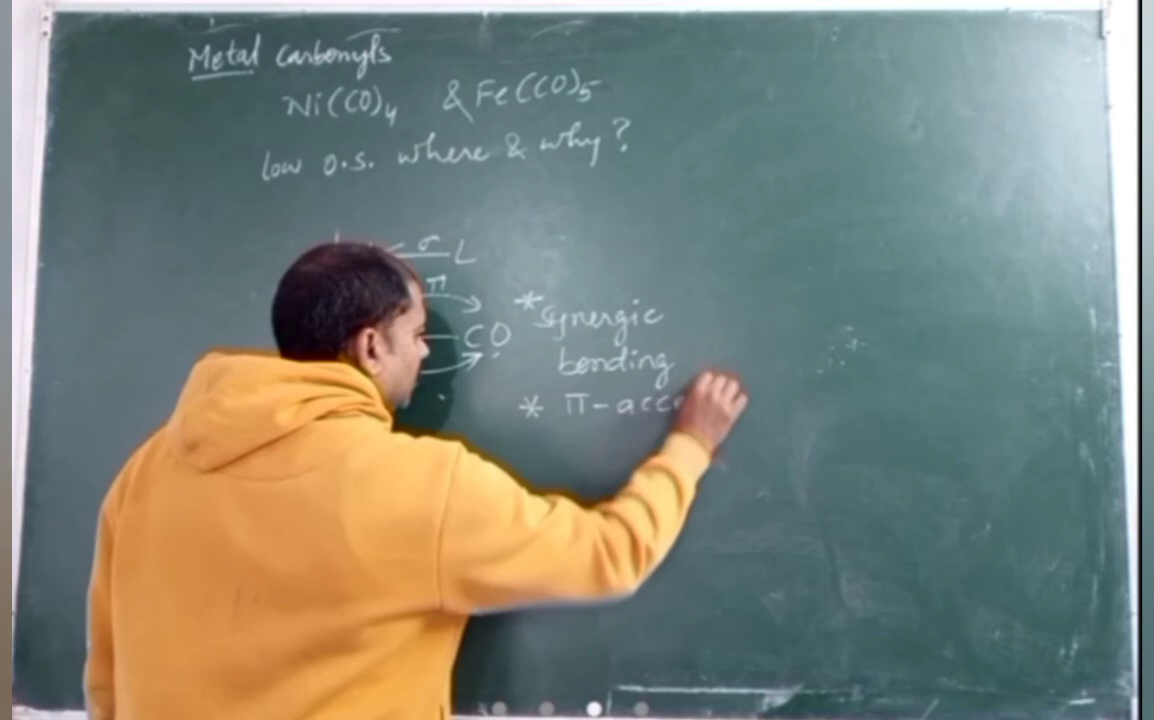 Metal Carbonyls
Ni(CO)₄ & Fe(CO)₅
low o.s. where & why?
σ L
π
CO
* synergic
bonding
* π-acc